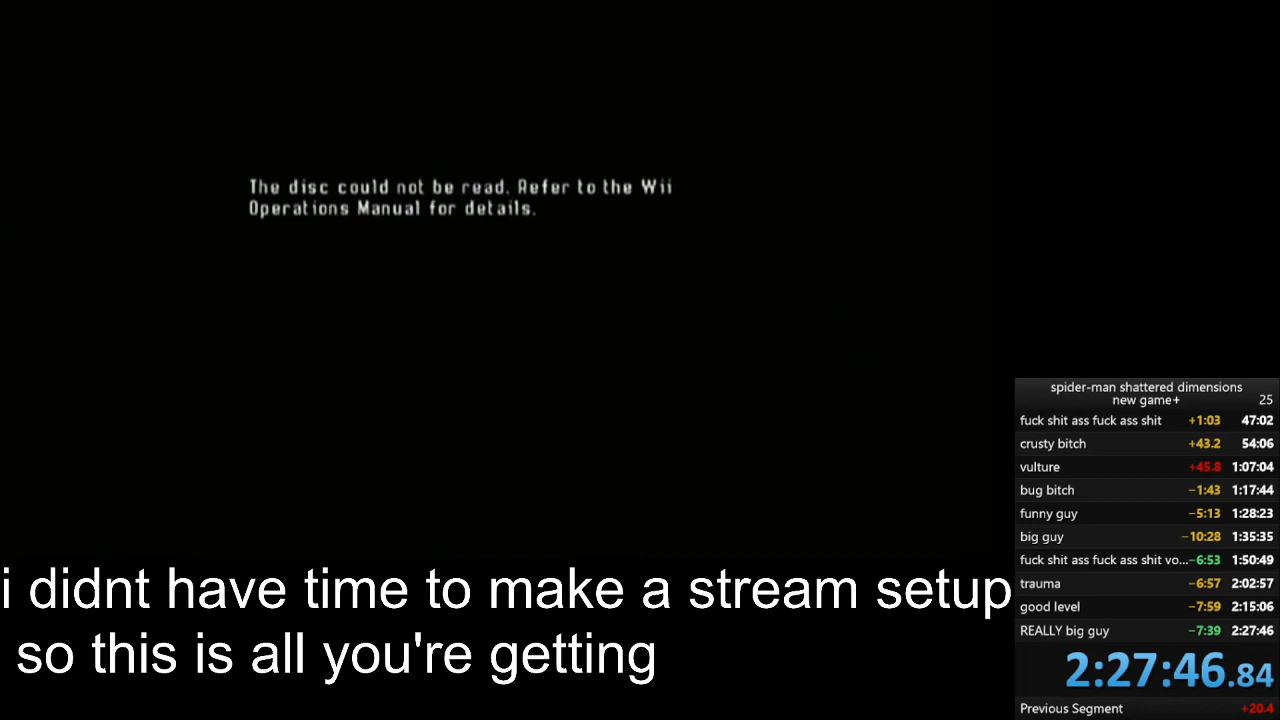 The disc could not be read. Refer to the Wii
Operations Manual for details.
i didnt have time to make a stream setup
so this is all you're getting
spider-man shattered dimensions
new game+ 25
fuck shit ass fuck ass shit +1:03 47:02
crusty bitch +43.2 54:06
vulture +45.8 1:07:04
bug bitch −1:43 1:17:44
funny guy −5:13 1:28:23
big guy −10:28 1:35:35
fuck shit ass fuck ass shit vo... −6:53 1:50:49
trauma −6:57 2:02:57
good level −7:59 2:15:06
REALLY big guy −7:39 2:27:46
2:27:46.84
Previous Segment +20.4